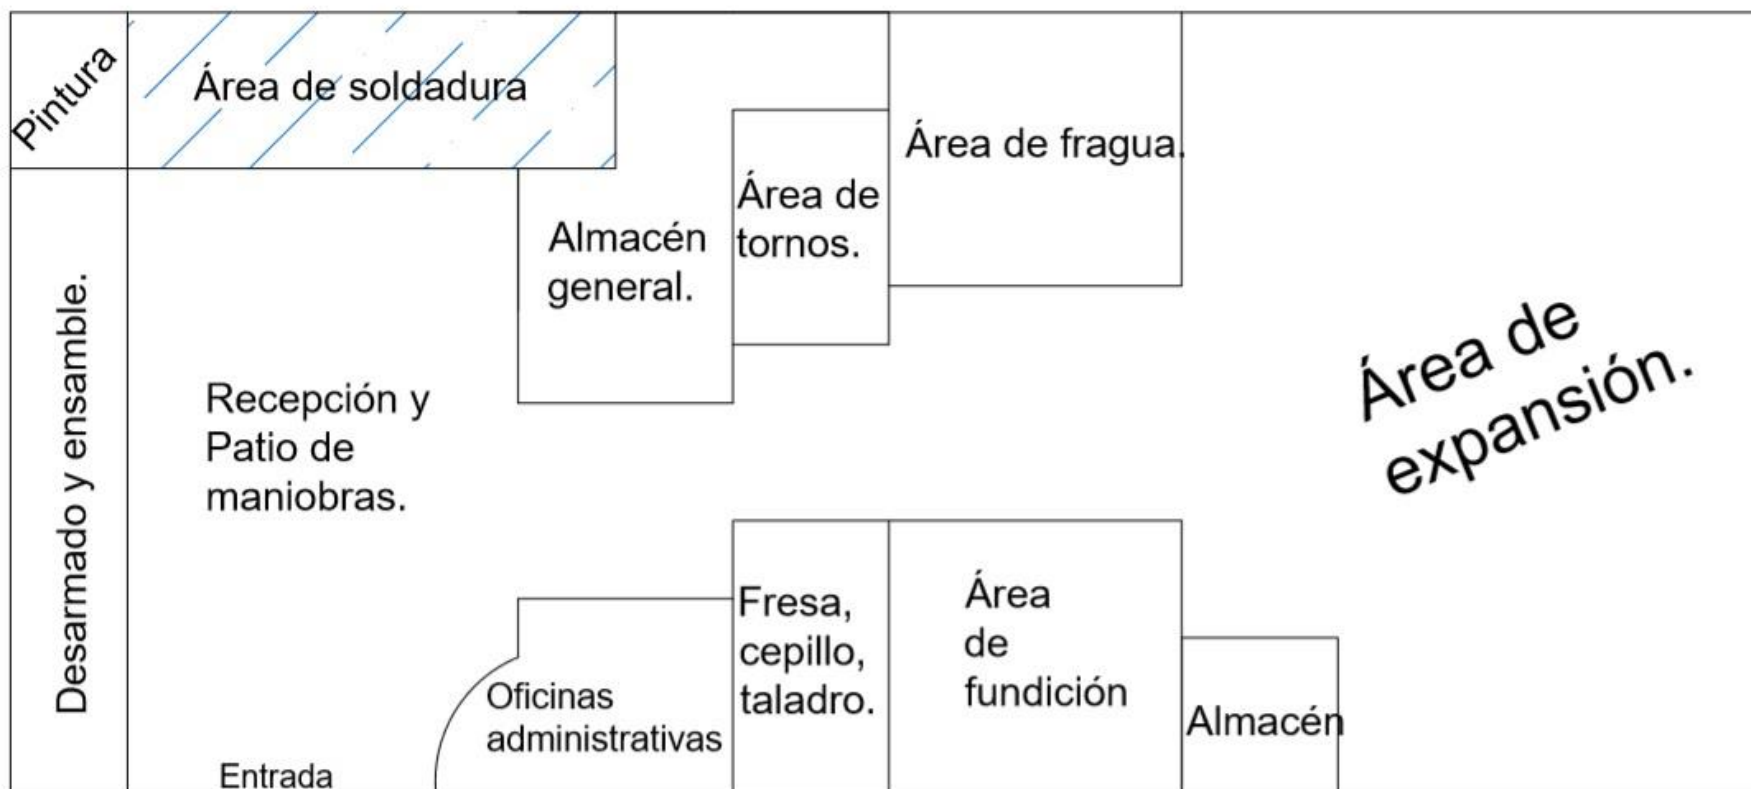 Pintura
Área de soldadura
Área de fragua.
Área de
tornos.
Almacén
general.
Desarmado y ensamble.
Recepción y
Patio de
maniobras.
Área de
expansión.
Fresa,
cepillo,
taladro.
Área
de
fundición
Oficinas
administrativas
Almacén
Entrada